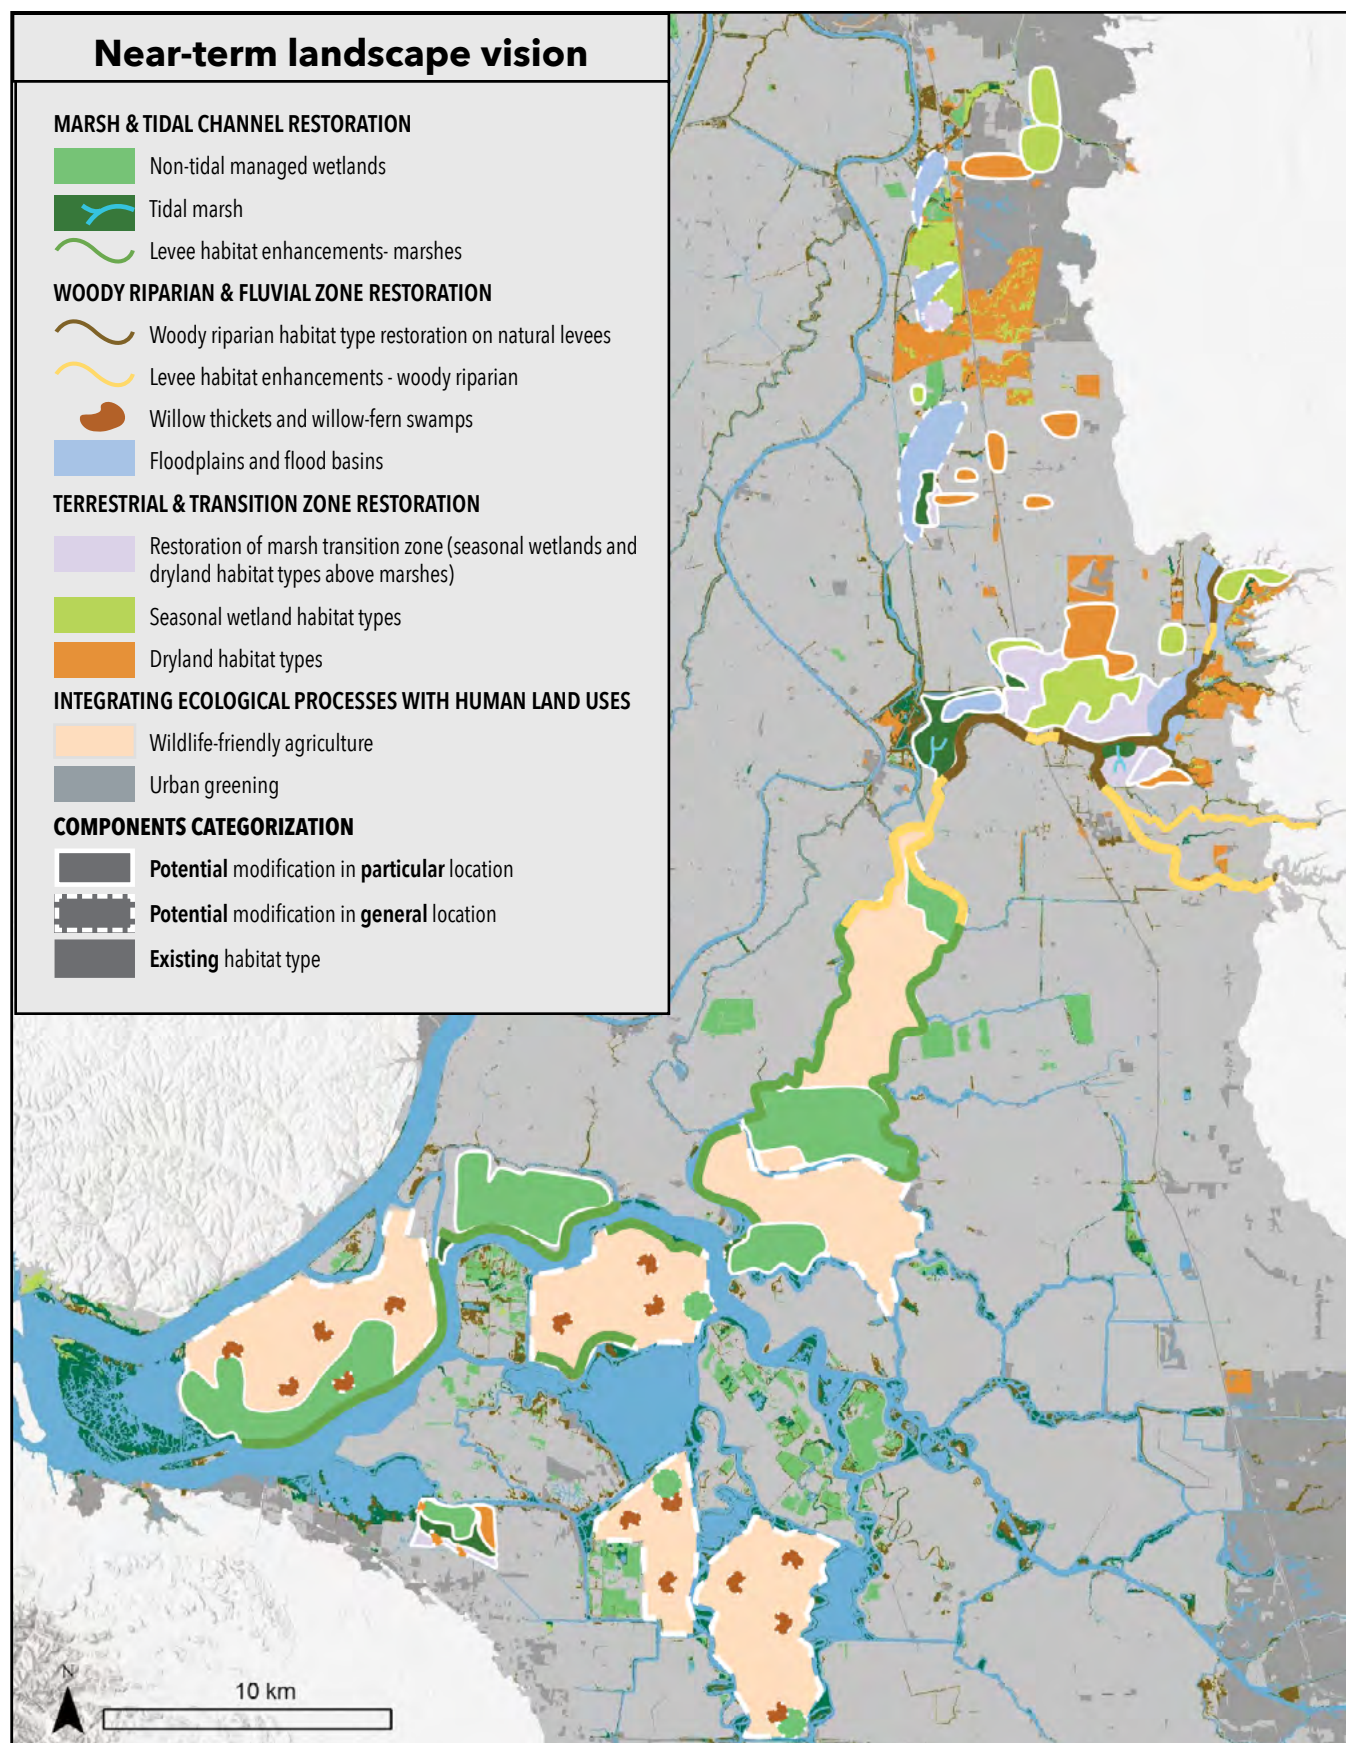 Near-term landscape vision
MARSH & TIDAL CHANNEL RESTORATION
Non-tidal managed wetlands
Tidal marsh
Levee habitat enhancements- marshes
WOODY RIPARIAN & FLUVIAL ZONE RESTORATION
Woody riparian habitat type restoration on natural levees
Levee habitat enhancements - woody riparian
Willow thickets and willow-fern swamps
Floodplains and flood basins
TERRESTRIAL & TRANSITION ZONE RESTORATION
Restoration of marsh transition zone (seasonal wetlands and
dryland habitat types above marshes)
Seasonal wetland habitat types
Dryland habitat types
INTEGRATING ECOLOGICAL PROCESSES WITH HUMAN LAND USES
Wildlife-friendly agriculture
Urban greening
COMPONENTS CATEGORIZATION
Potential modification in particular location
Potential modification in general location
Existing habitat type
N
10 km